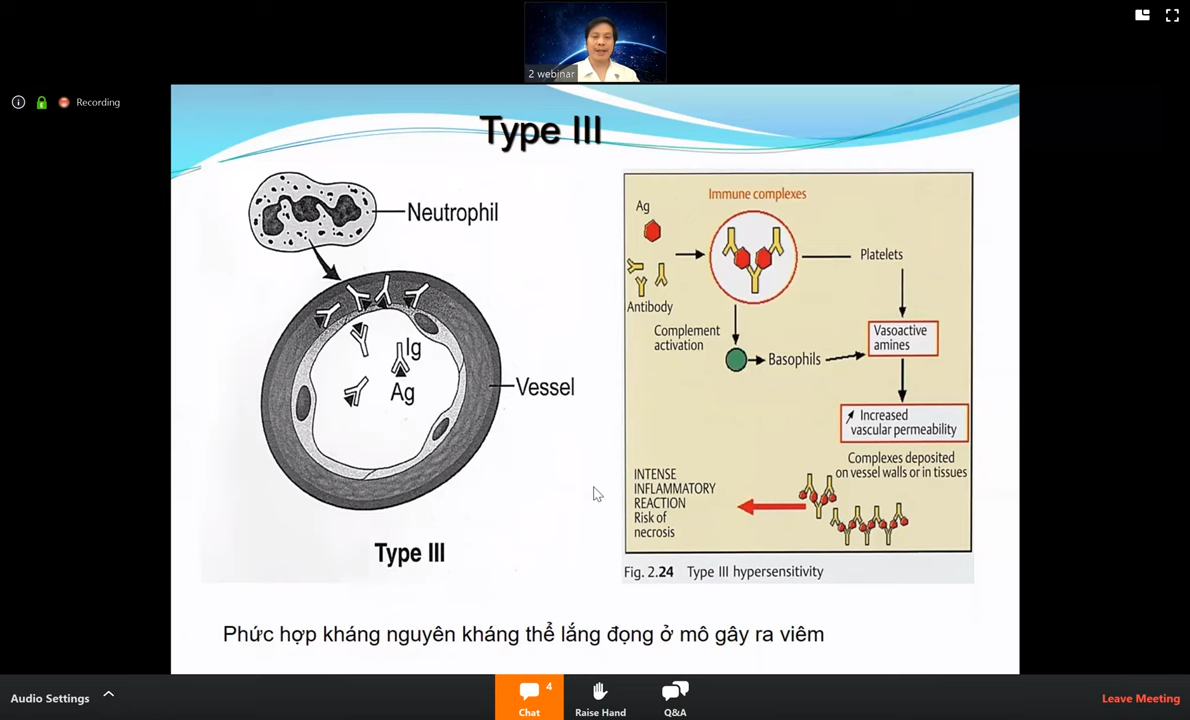 2 webinar
Recording
Type III
Neutrophil
Ig
Ag
Vessel
Type III
Immune complexes
Ag
Antibody
Platelets
Complement
activation
Basophils
Vasoactive
amines
Increased
vascular permeability
Complexes deposited
on vessel walls or in tissues
INTENSE
INFLAMMATORY
REACTION
Risk of
necrosis
Fig. 2.24 Type III hypersensitivity
Phức hợp kháng nguyên kháng thể lắng đọng ở mô gây ra viêm
Audio Settings
4
Chat
Raise Hand
Q&A
Leave Meeting